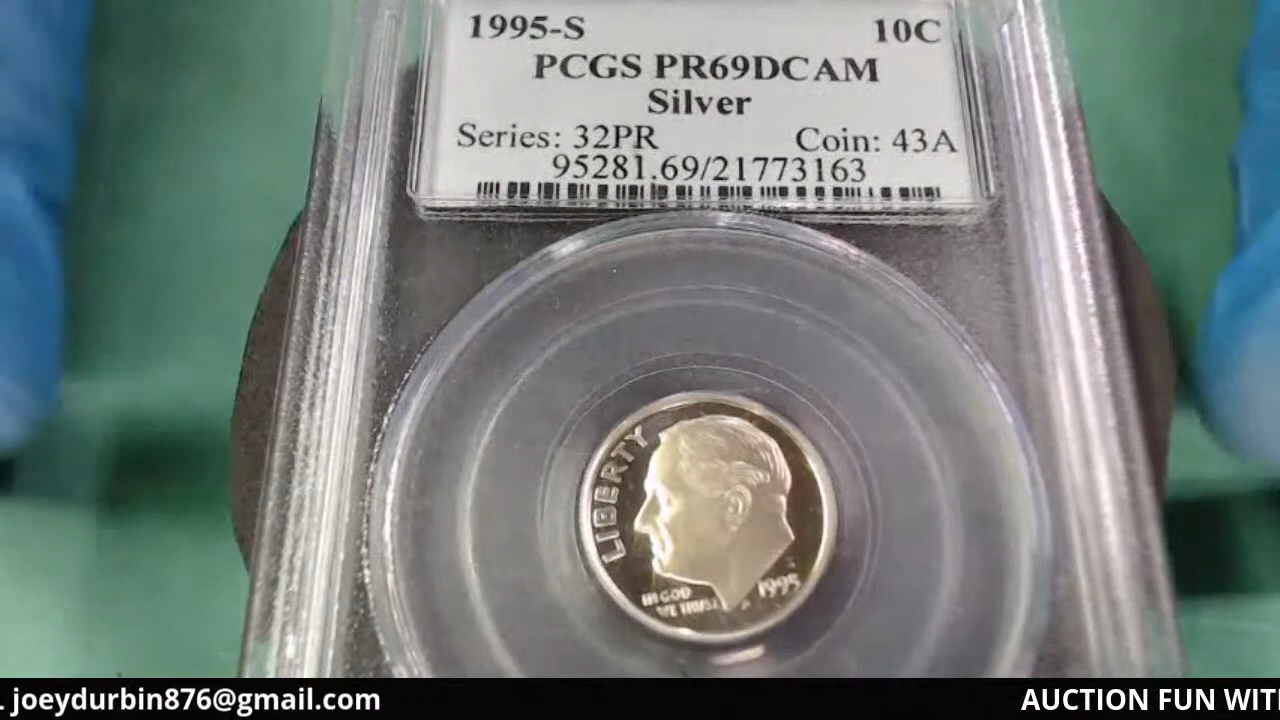 1995-S 10C
PCGS PR69DCAM
Silver
Series: 32PR Coin: 43A
95281.69/21773163
LIBERTY
IN GOD
WE TRUST
S
1995
joeydurbin876@gmail.com AUCTION FUN